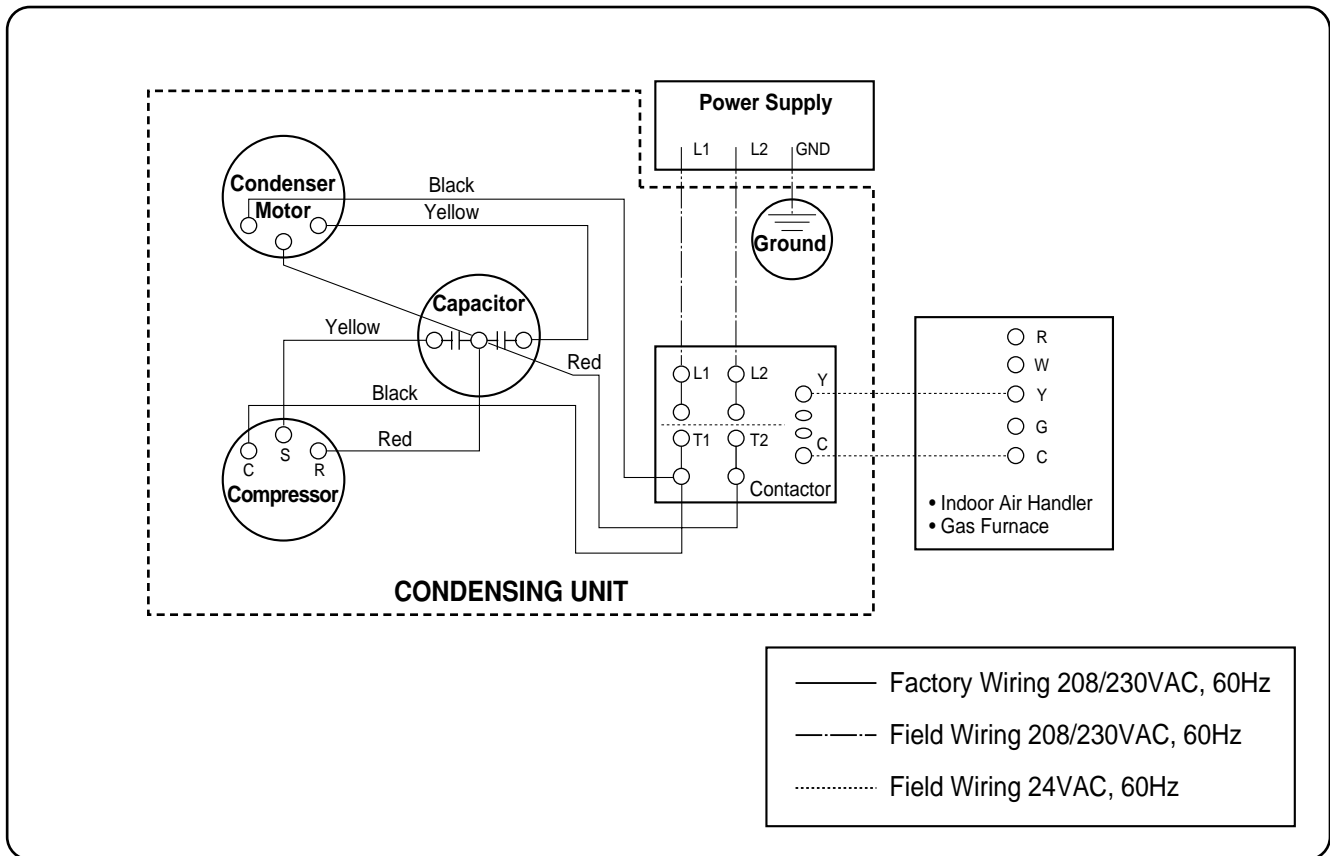 Power Supply
L1 L2 GND
Condenser
Motor
Black
Yellow
Ground
Capacitor
Yellow
Red
Black
Red
C S R
Compressor
L1 L2
Y
T1 T2
C
Contactor
R
W
Y
G
C
• Indoor Air Handler
• Gas Furnace
CONDENSING UNIT
Factory Wiring 208/230VAC, 60Hz
Field Wiring 208/230VAC, 60Hz
Field Wiring 24VAC, 60Hz